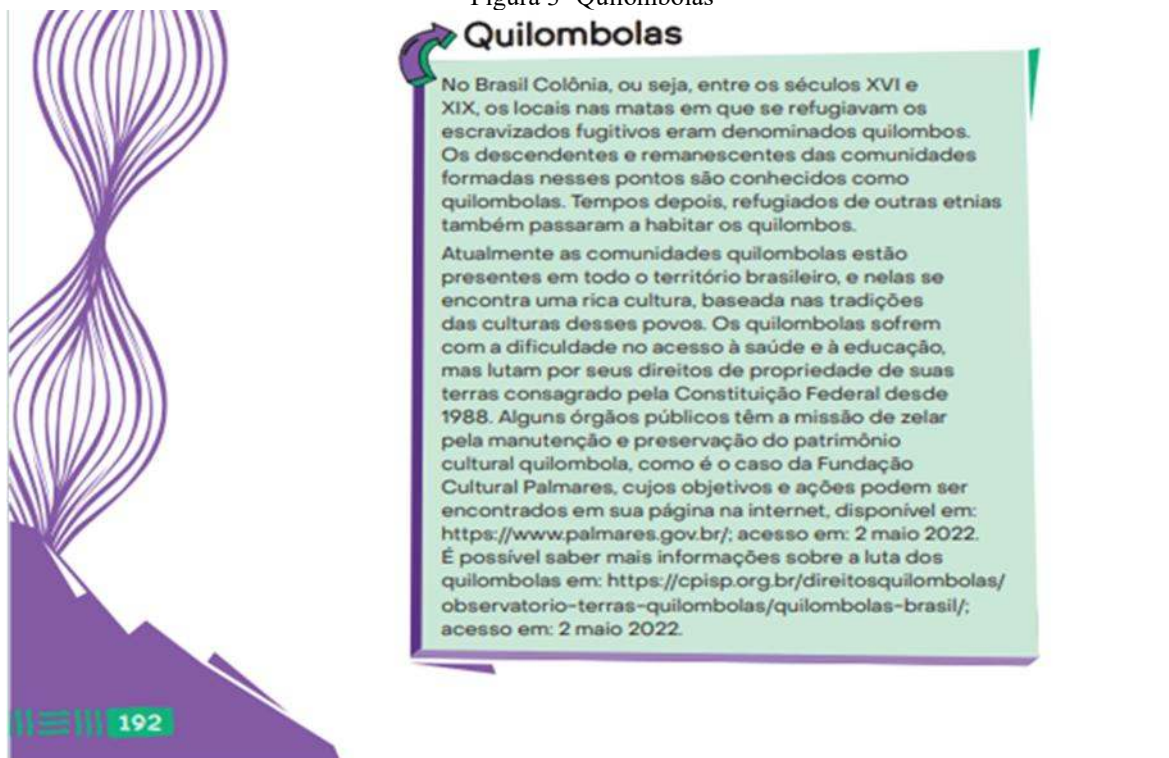 Figura 3- Quilombolas
Quilombolas
No Brasil Colônia, ou seja, entre os séculos XVI e
XIX, os locais nas matas em que se refugiavam os
escravizados fugitivos eram denominados quilombos.
Os descendentes e remanescentes das comunidades
formadas nesses pontos são conhecidos como
quilombolas. Tempos depois, refugiados de outras etnias
também passaram a habitar os quilombos.
Atualmente as comunidades quilombolas estão
presentes em todo o território brasileiro, e nelas se
encontra uma rica cultura, baseada nas tradições
das culturas desses povos. Os quilombolas sofrem
com a dificuldade no acesso à saúde e à educação,
mas lutam por seus direitos de propriedade de suas
terras consagrado pela Constituição Federal desde
1988. Alguns órgãos públicos têm a missão de zelar
pela manutenção e preservação do patrimônio
cultural quilombola, como é o caso da Fundação
Cultural Palmares, cujos objetivos e ações podem ser
encontrados em sua página na internet, disponível em:
https://www.palmares.gov.br/; acesso em: 2 maio 2022.
É possível saber mais informações sobre a luta dos
quilombolas em: https://cpisp.org.br/direitosquilombolas/
observatorio-terras-quilombolas/quilombolas-brasil/;
acesso em: 2 maio 2022.
192